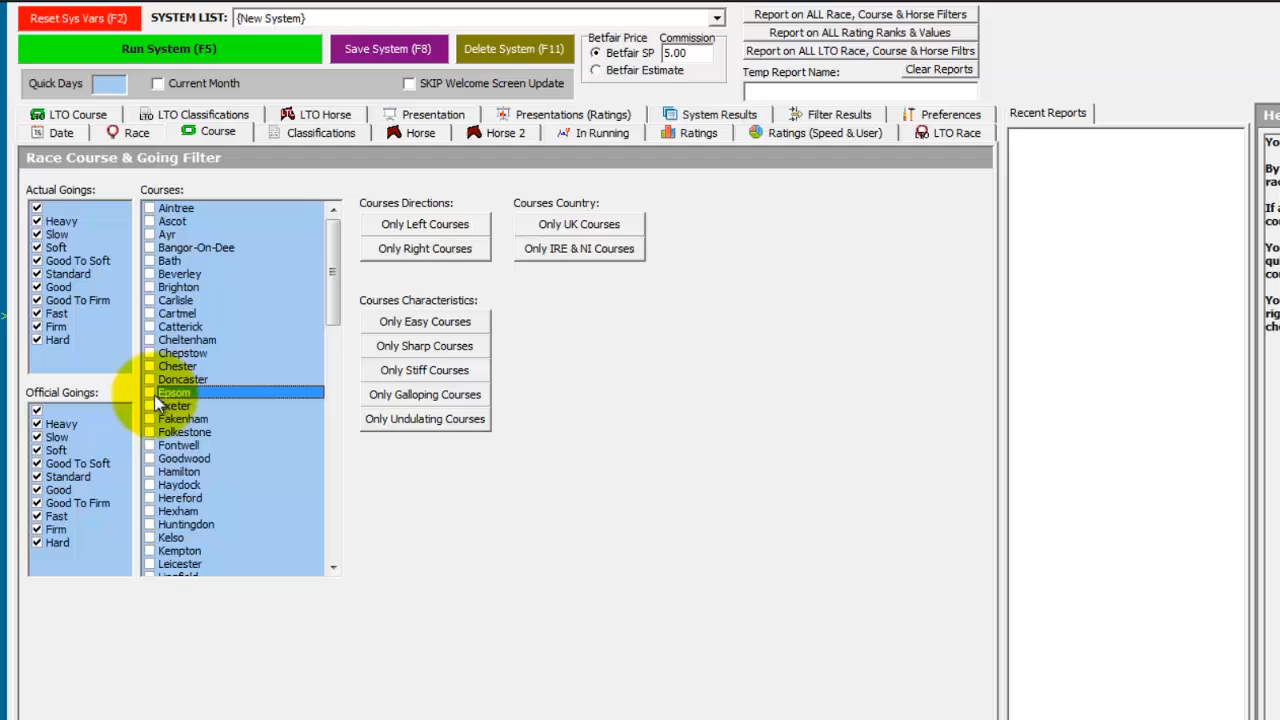 Reset Sys Vars (F2) SYSTEM LIST: {New System}
Run System (F5) Save System (F8) Delete System (F11)
Betfair Price Commission
Betfair SP 5.00
Betfair Estimate
Report on ALL Race, Course & Horse Filters
Report on ALL Rating Ranks & Values
Report on ALL LTO Race, Course & Horse Filtrs
Temp Report Name: Clear Reports
Quick Days Current Month SKIP Welcome Screen Update
LTO Course LTO Classifications LTO Horse Presentation Presentations (Ratings) System Results Filter Results Preferences
Date Race Course Classifications Horse Horse 2 In Running Ratings Ratings (Speed & User) LTO Race
Recent Reports
Race Course & Going Filter
Actual Goings:
Heavy
Slow
Soft
Good To Soft
Standard
Good
Good To Firm
Fast
Firm
Hard
Official Goings:
Heavy
Slow
Soft
Good To Soft
Standard
Good
Good To Firm
Fast
Firm
Hard
Courses:
Aintree
Ascot
Ayr
Bangor-On-Dee
Bath
Beverley
Brighton
Carlisle
Cartmel
Catterick
Cheltenham
Chepstow
Chester
Doncaster
Epsom
Exeter
Fakenham
Folkestone
Fontwell
Goodwood
Hamilton
Haydock
Hereford
Hexham
Huntingdon
Kelso
Kempton
Leicester
Courses Directions:
Only Left Courses
Only Right Courses
Courses Country:
Only UK Courses
Only IRE & NI Courses
Courses Characteristics:
Only Easy Courses
Only Sharp Courses
Only Stiff Courses
Only Galloping Courses
Only Undulating Courses